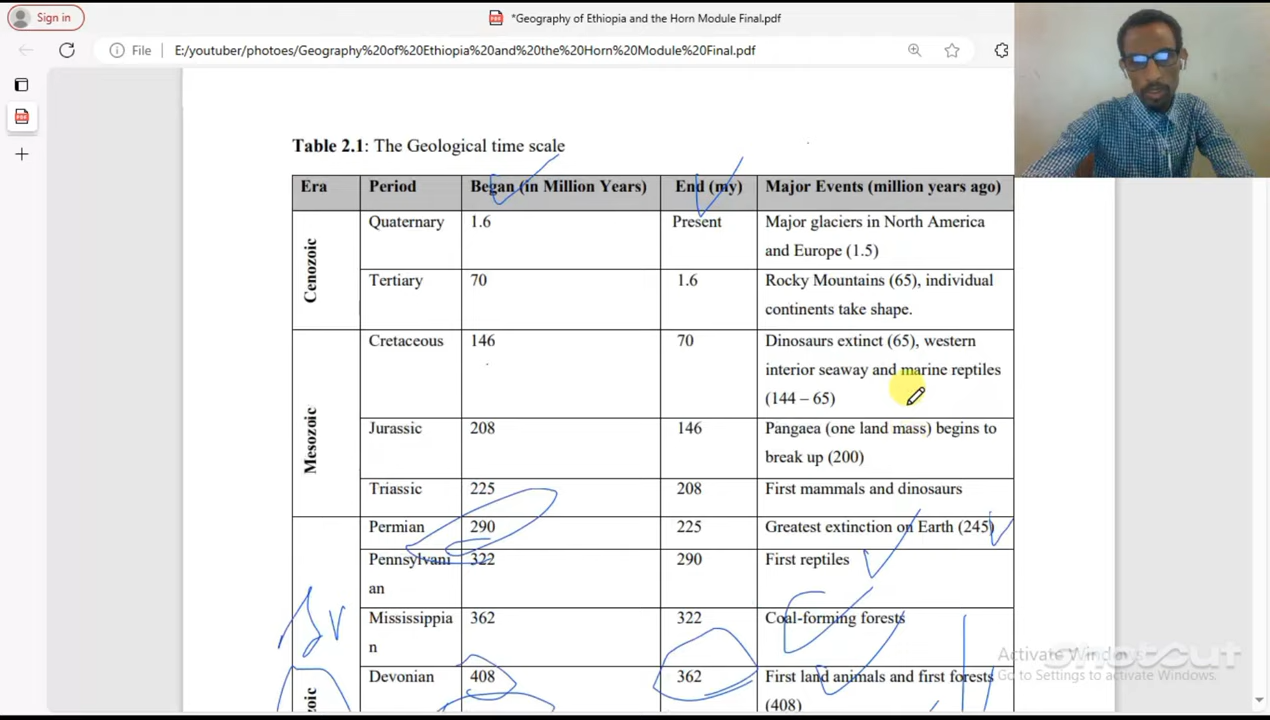 Sign in
*Geography of Ethiopia and the Horn Module Final.pdf
File E:/youtuber/photoes/Geography%20of%20Ethiopia%20and%20the%20Horn%20Module%20Final.pdf
Table 2.1: The Geological time scale
Era Period Began (in Million Years) End (my) Major Events (million years ago)
Cenozoic
Quaternary 1.6 Present Major glaciers in North America
and Europe (1.5)
Tertiary 70 1.6 Rocky Mountains (65), individual
continents take shape.
Mesozoic
Cretaceous 146 70 Dinosaurs extinct (65), western
interior seaway and marine reptiles
(144 – 65)
Jurassic 208 146 Pangaea (one land mass) begins to
break up (200)
Triassic 225 208 First mammals and dinosaurs
Permian 290 225 Greatest extinction on Earth (245)
Pennsylvani 322 290 First reptiles
an
Mississippia 362 322 Coal-forming forests
n
Devonian 408 362 First land animals and first forests
(408)
zoic
Activate Windows
Go to Settings to activate Windows.
Shotcut